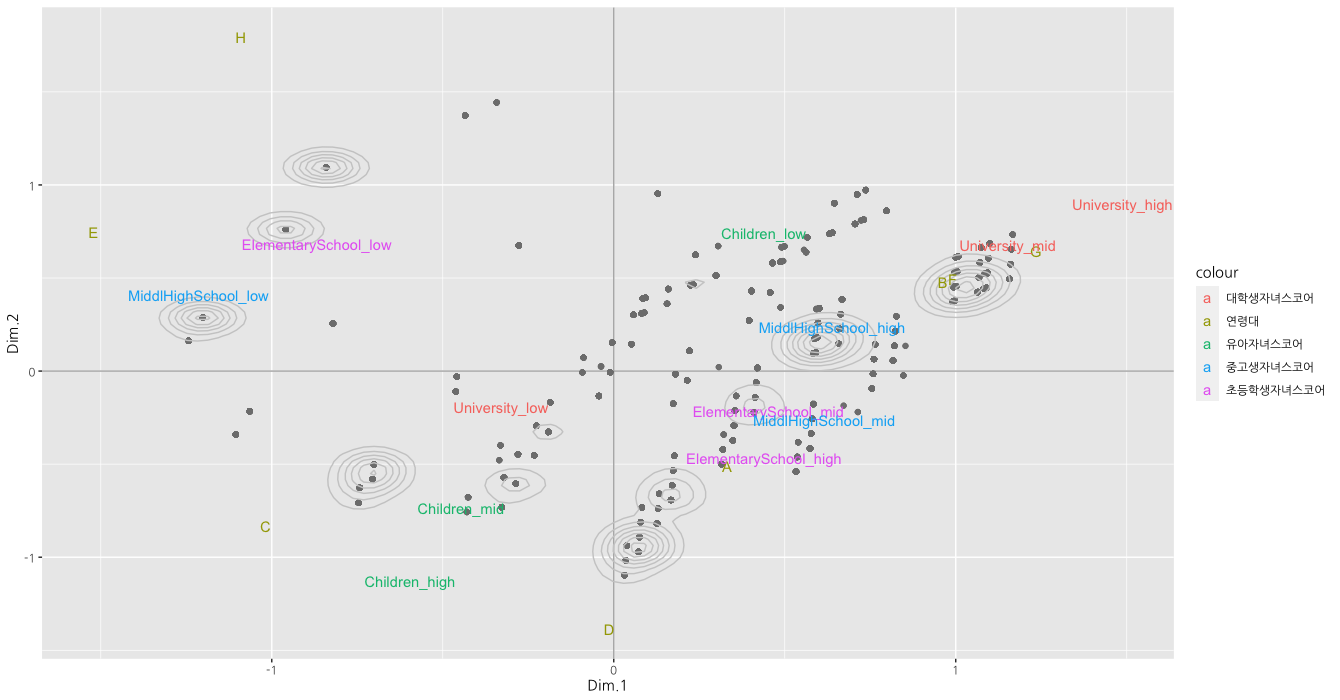 H
University_high
E
Children_low
ElementarySchool_low
University_mid
G
B
F
MiddlHighSchool_low
MiddlHighSchool_high
University_low
ElementarySchool_mid
MiddlHighSchool_mid
ElementarySchool_high
A
Children_mid
C
Children_high
D
1
0
-1
Dim.2
-1
0
1
Dim.1
colour
a 대학생자녀스코어
a 연령대
a 유아자녀스코어
a 중고생자녀스코어
a 초등학생자녀스코어